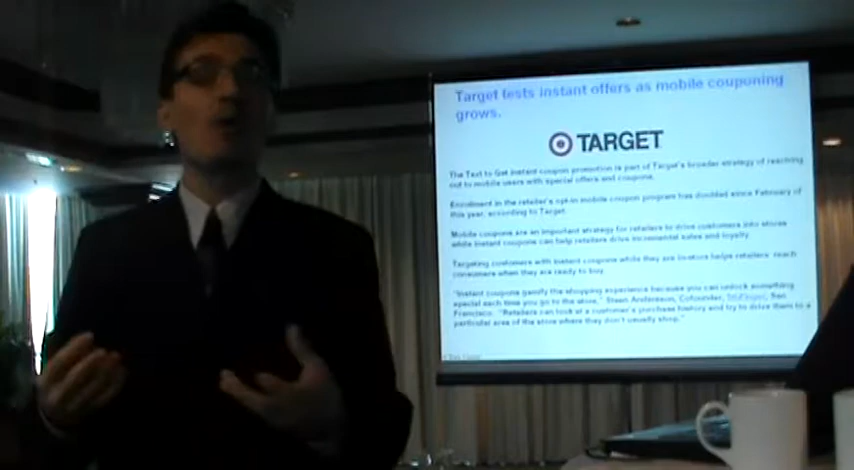 Target tests instant offers as mobile couponing
grows.
TARGET
The Text to Get instant coupon promotion is part of Target's broader strategy of reaching
out to mobile users with special offers and coupons.
Enrollment in the retailer's opt-in mobile coupon program has doubled since February of
this year, according to Target.
Mobile coupons are an important strategy for retailers to drive customers into stores
while instant coupons can help retailers drive incremental sales and loyalty.
Targeting customers with instant coupons while they are in-store helps retailers reach
consumers when they are ready to buy.
"Instant coupons gamify the shopping experience because you can unlock something
special each time you go to the store," Steen Andersson, Cofounder, San
Francisco. "Retailers can look at a customer's purchase history and try to drive them to a
particular area of the store where they don't usually shop."